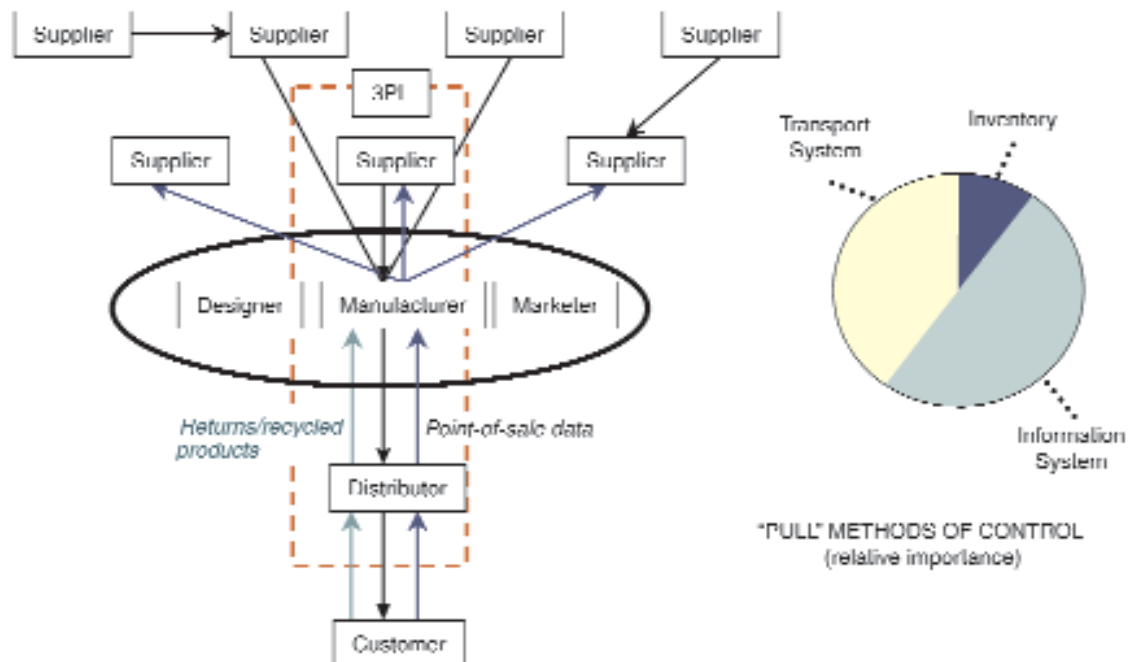 Supplier
Supplier
Supplier
Supplier
3PL
Supplier
Supplier
Supplier
Designer
Manufacturer
Marketer
Returns/recycled
products
Point-of-sale data
Distributor
Customer
Transport
System
Inventory
Information
System
"PULL" METHODS OF CONTROL
(relative importance)